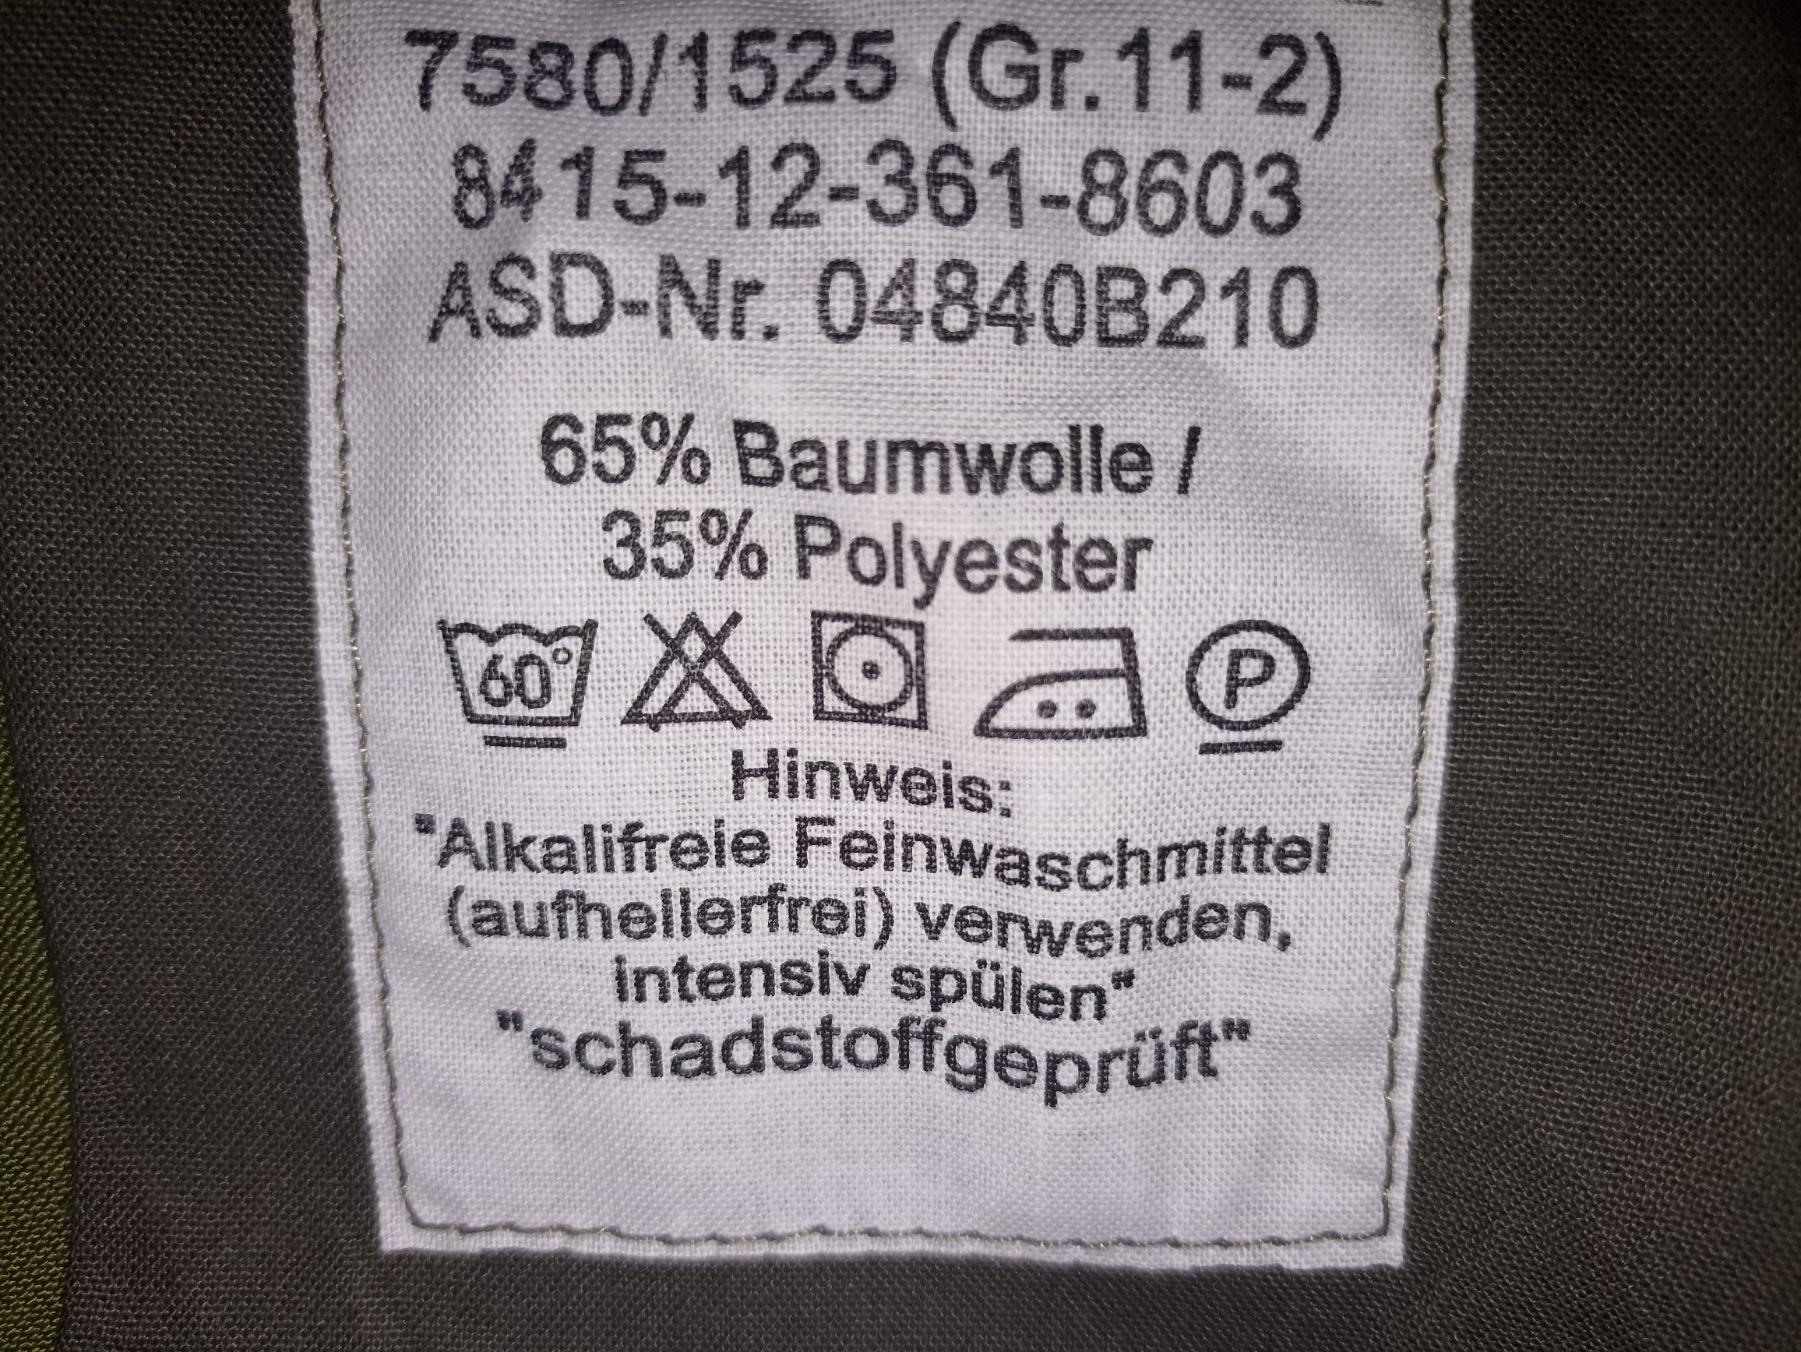 7580/1525 (Gr.11-2)
8415-12-361-8603
ASD-Nr. 04840B210
65% Baumwolle /
35% Polyester
60° P
Hinweis:
"Alkalifreie Feinwaschmittel
(aufhellerfrei) verwenden,
intensiv spülen"
"schadstoffgeprüft"